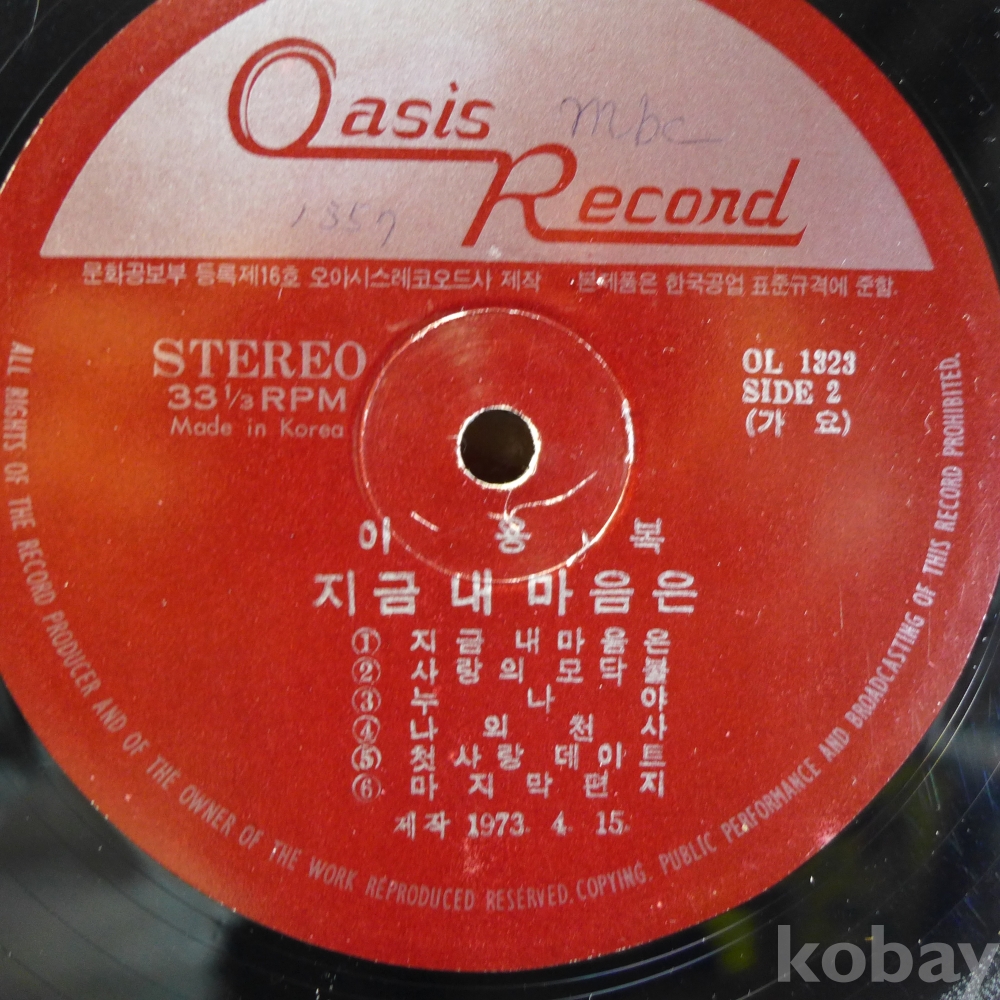 Oasis
mbc
Record
1357
문화공보부 등록제16호 오아시스레코오드사 제작 본제품은 한국공업 표준규격에 준함.
STEREO
33 1/3 RPM
Made in Korea
OL 1323
SIDE 2
(가 요)
이 용 복
지금 내 마음은
① 지금 내마음은
② 사랑의 모닥불
③ 누 나 야
④ 나 의 천 사
⑤ 첫사랑 데이트
⑥ 마지막편지
제작 1973. 4. 15.
ALL RIGHTS OF THE RECORD PRODUCER AND OF THE OWNER OF THE WORK REPRODUCED RESERVED. COPYING. PUBLIC PERFORMANCE AND BROADCASTING OF THIS RECORD PROHIBITED.
kobay